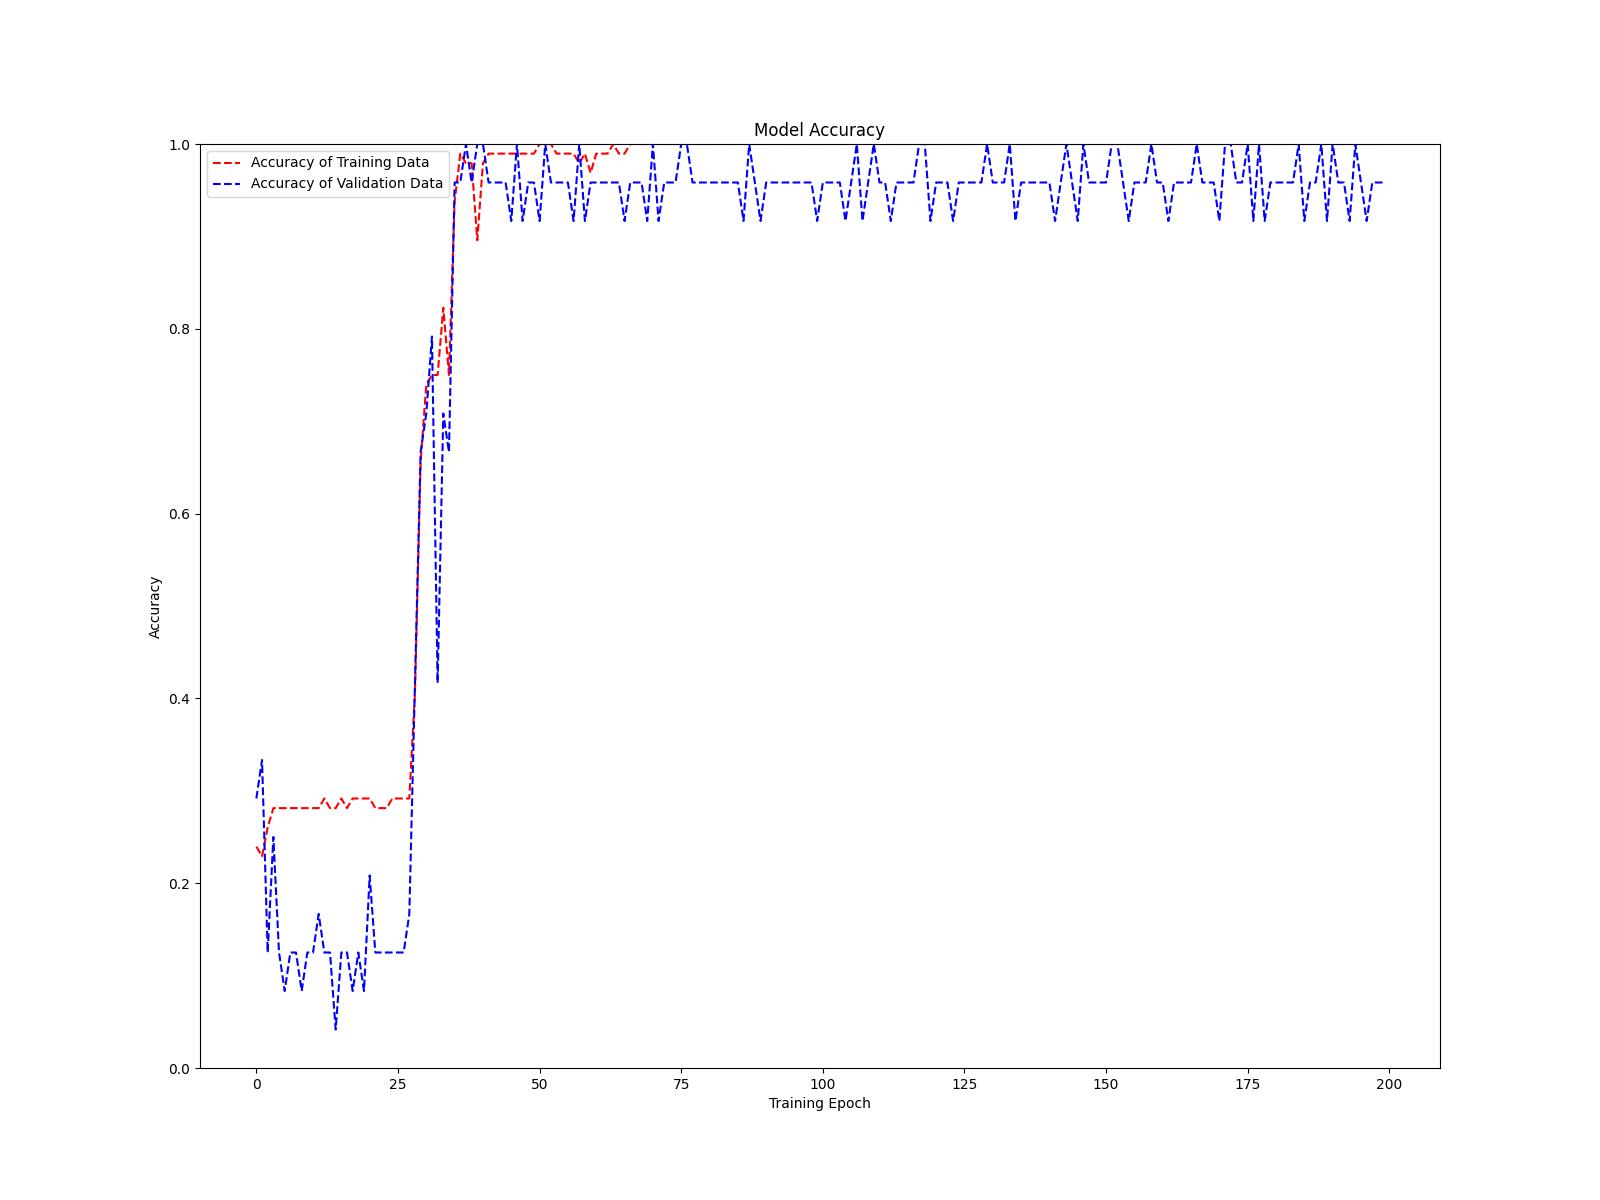 Model Accuracy
Accuracy of Training Data
Accuracy of Validation Data
1.0
0.8
0.6
0.4
0.2
0.0
Accuracy
0 25 50 75 100 125 150 175 200
Training Epoch